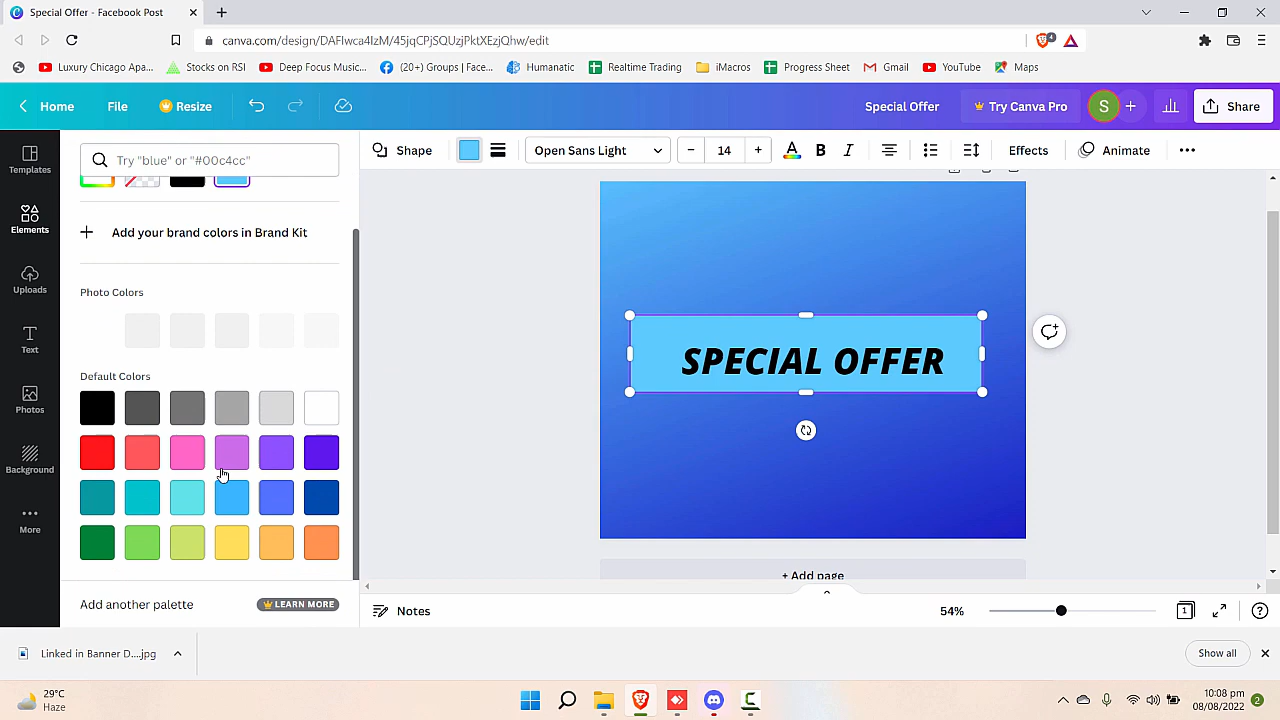 Special Offer - Facebook Post
canva.com/design/DAFIwca4IzM/45jqCPjSQUzjPktXEzjQhw/edit
4
Luxury Chicago Apa...
Stocks on RSI
Deep Focus Music...
(20+) Groups | Face...
Humanatic
Realtime Trading
iMacros
Progress Sheet
Gmail
YouTube
Maps
Home
File
Resize
Special Offer
Try Canva Pro
S
Share
Templates
Elements
Uploads
Text
Photos
Background
More
Try "blue" or "#00c4cc"
Add your brand colors in Brand Kit
Photo Colors
Default Colors
Add another palette
LEARN MORE
Shape
Open Sans Light
14
A
B
I
Effects
Animate
SPECIAL OFFER
+ Add page
Notes
54%
1
Linked in Banner D....jpg
Show all
29°C
Haze
10:08 pm
08/08/2022
2